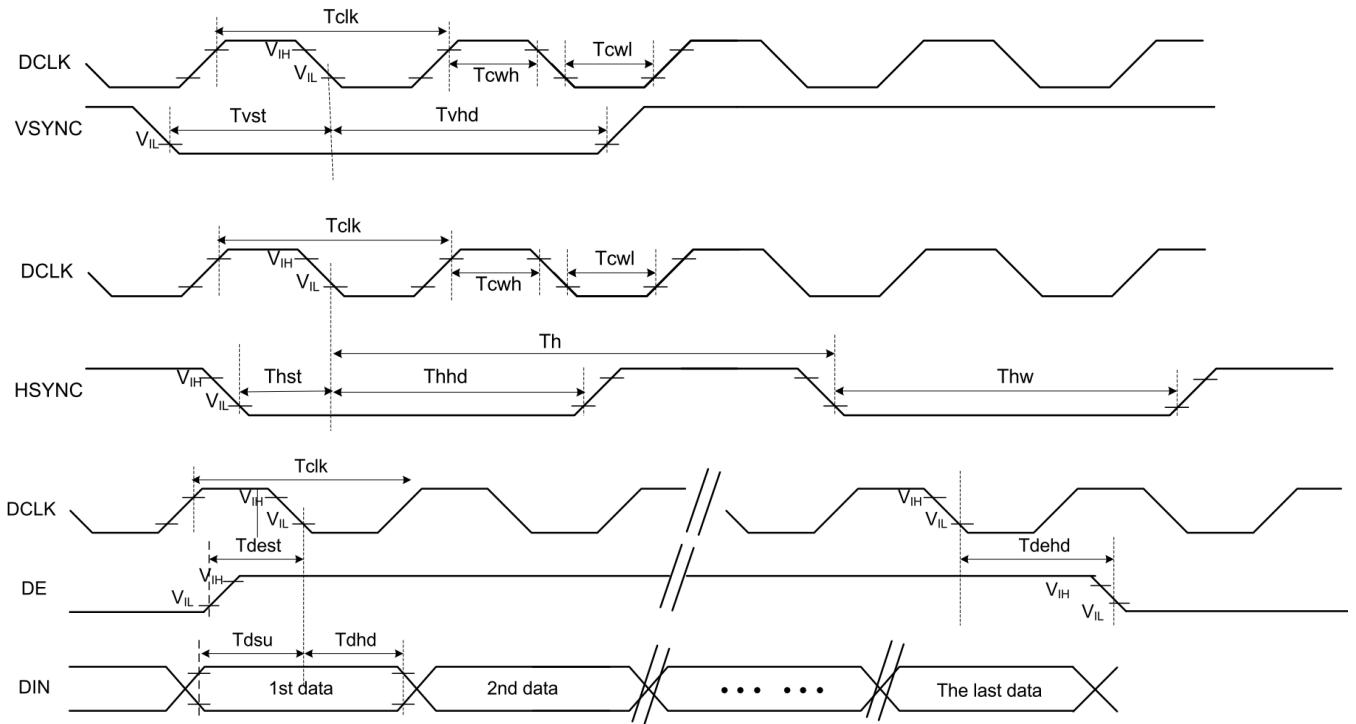 Tclk
DCLK VIH VIL Tcwh Tcwl
VSYNC VIL Tvst Tvhd
Tclk
DCLK VIH VIL Tcwh Tcwl
Th
HSYNC VIH VIL Thst Thhd Thw
Tclk
DCLK VIH VIL VIH VIL
Tdest Tdehd
DE VIH VIL VIH VIL
Tdsu Tdhd
DIN 1st data 2nd data ••• ••• The last data